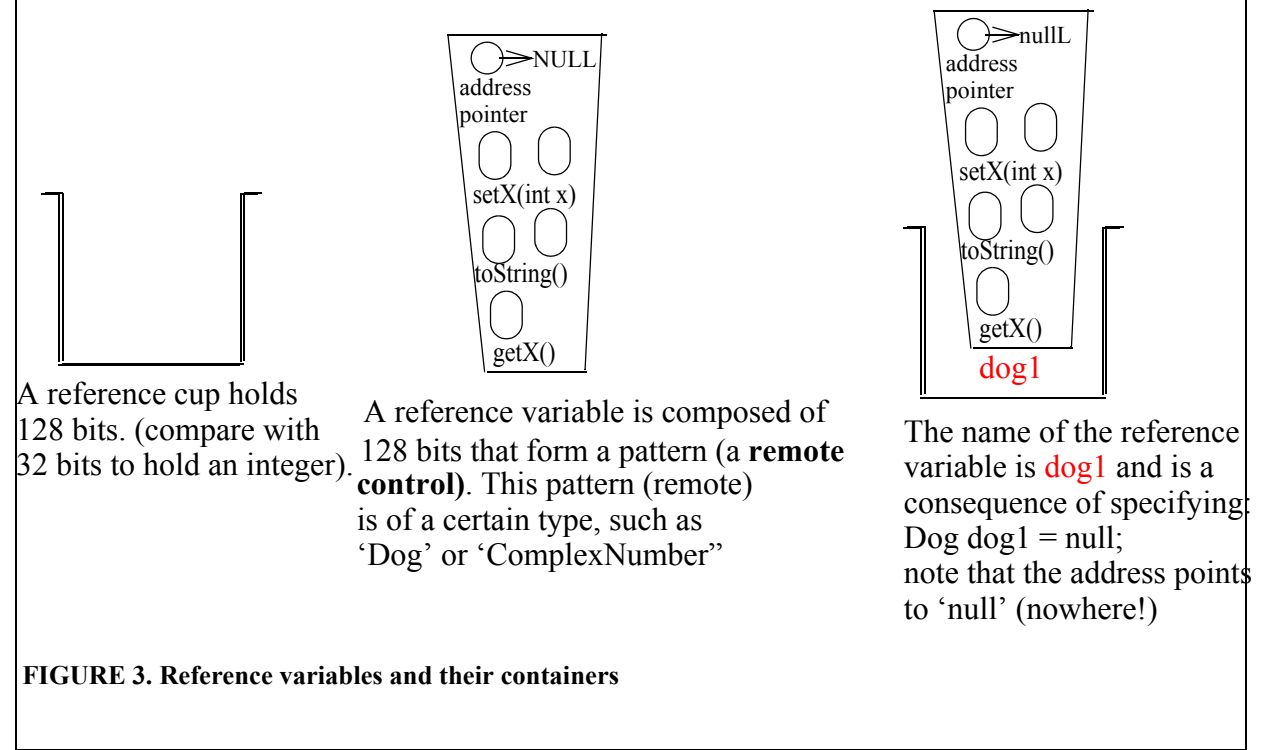 NULL
address
pointer
setX(int x)
toString()
getX()
nullL
address
pointer
setX(int x)
toString()
getX()
dog1
A reference cup holds
128 bits. (compare with
32 bits to hold an integer).
A reference variable is composed of
128 bits that form a pattern (a remote
control). This pattern (remote)
is of a certain type, such as
‘Dog’ or ‘ComplexNumber”
The name of the reference
variable is dog1 and is a
consequence of specifying:
Dog dog1 = null;
note that the address points
to ‘null’ (nowhere!)
FIGURE 3. Reference variables and their containers